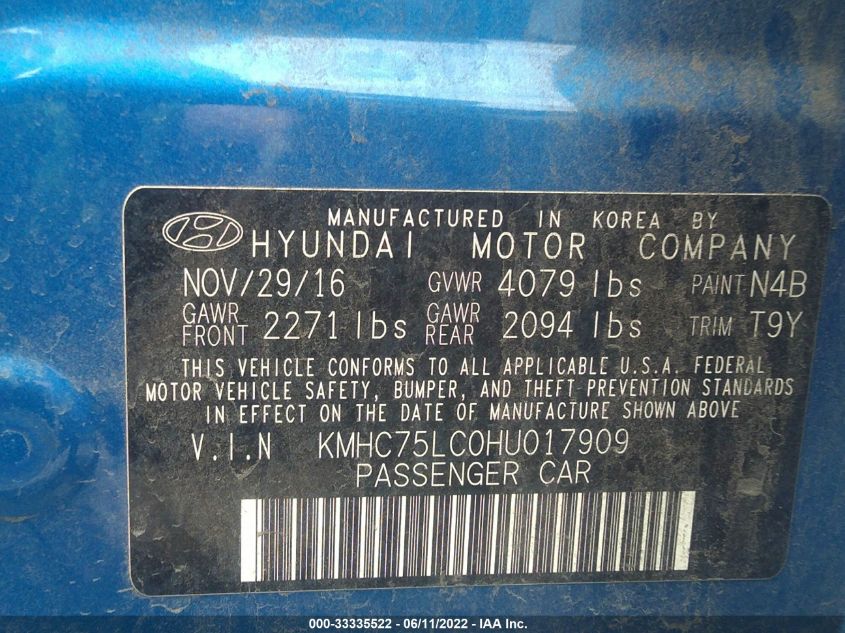 MANUFACTURED IN KOREA BY
HYUNDAI MOTOR COMPANY
NOV/29/16 GVWR 4079 lbs PAINT N4B
GAWR FRONT 2271 lbs GAWR REAR 2094 lbs TRIM T9Y
THIS VEHICLE CONFORMS TO ALL APPLICABLE U.S.A. FEDERAL
MOTOR VEHICLE SAFETY, BUMPER, AND THEFT PREVENTION STANDARDS
IN EFFECT ON THE DATE OF MANUFACTURE SHOWN ABOVE
V.I.N KMHC75LC0HU017909
PASSENGER CAR
000-33335522 - 06/11/2022 - IAA Inc.